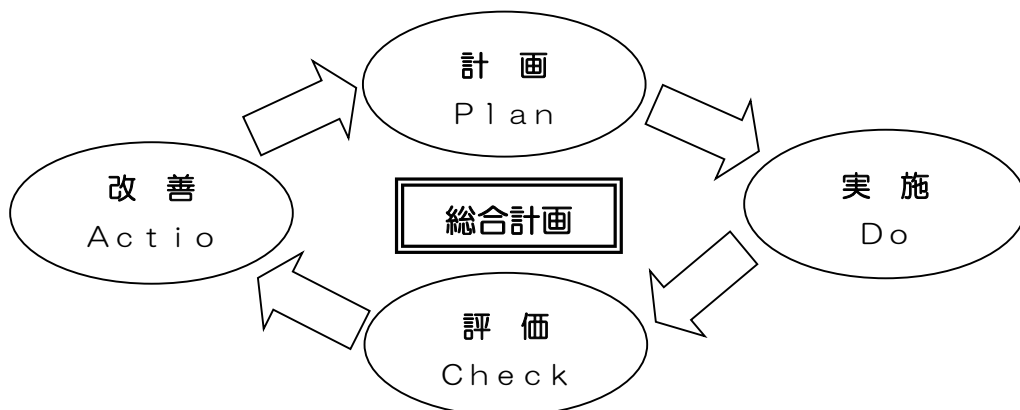 計 画
Plan
改 善
Actio
総合計画
実 施
Do
評 価
Check